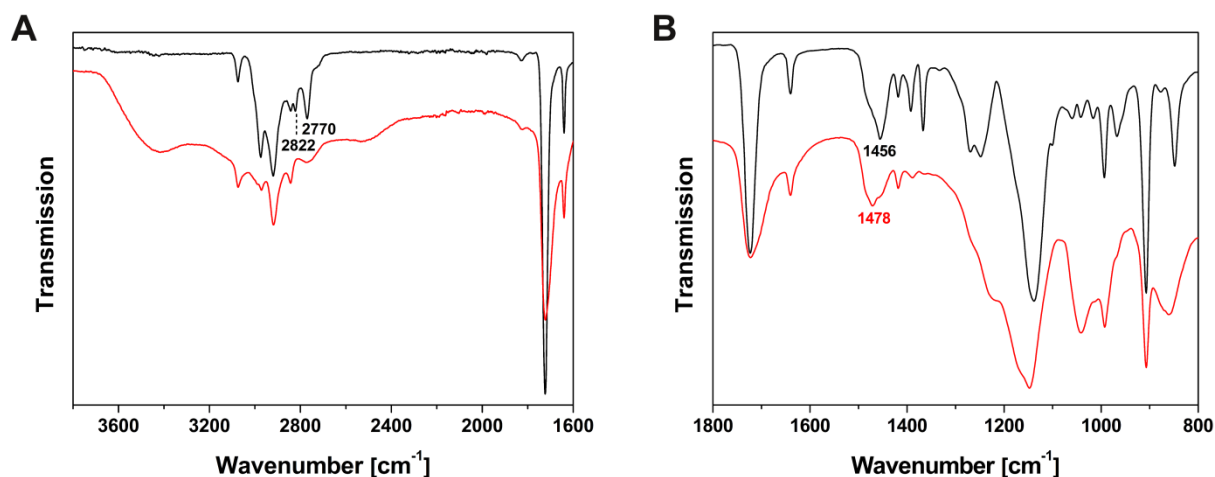 A
Transmission
2770
2822
3600 3200 2800 2400 2000 1600
Wavenumber [cm⁻¹]
B
Transmission
1456
1478
1800 1600 1400 1200 1000 800
Wavenumber [cm⁻¹]